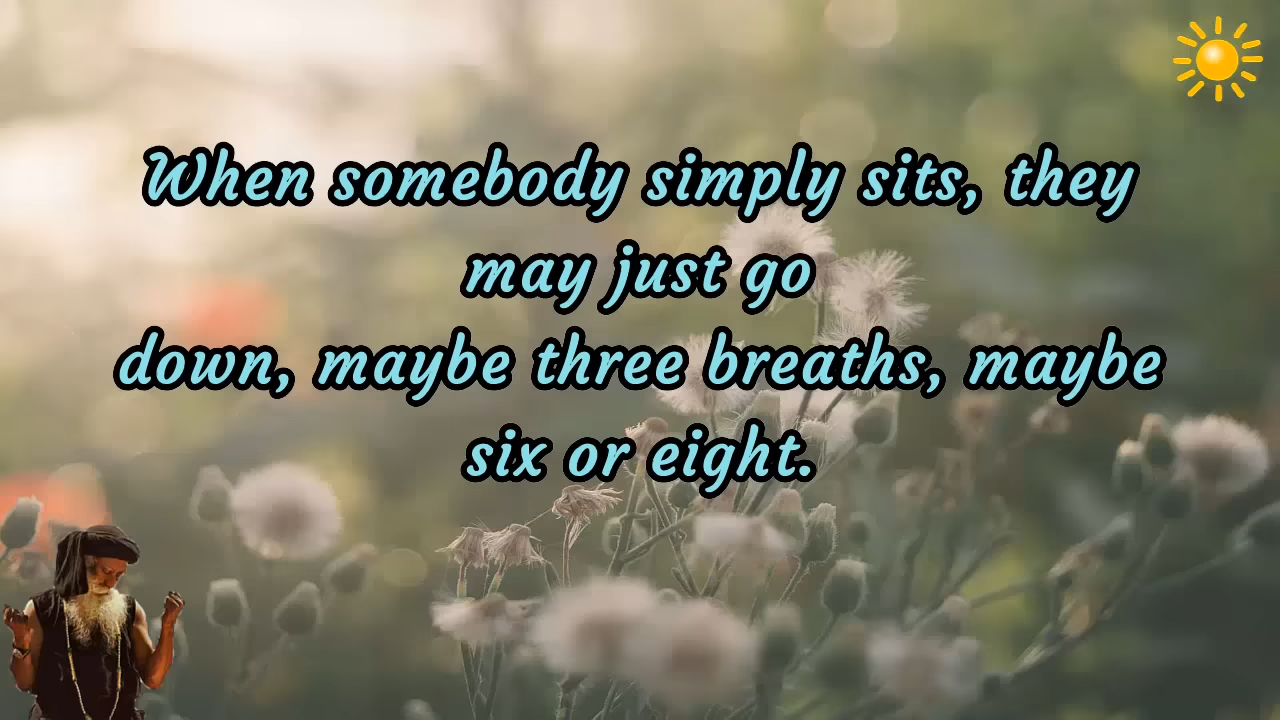 When somebody simply sits, they
may just go
down, maybe three breaths, maybe
six or eight.